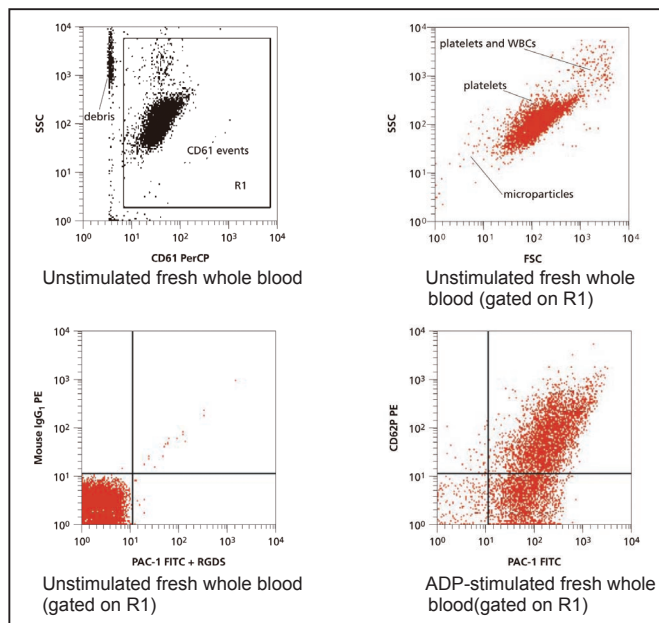 10⁴
10³
10²
10¹
10⁰
SSC
debris
CD61 events
R1
10⁰ 10¹ 10² 10³ 10⁴
CD61 PerCP
Unstimulated fresh whole blood
10⁴
10³
10²
10¹
10⁰
SSC
platelets and WBCs
platelets
microparticles
10⁰ 10¹ 10² 10³ 10⁴
FSC
Unstimulated fresh whole
blood (gated on R1)
10⁴
10³
10²
10¹
10⁰
Mouse IgG₁ PE
10⁰ 10¹ 10² 10³ 10⁴
PAC-1 FITC + RGDS
Unstimulated fresh whole blood
(gated on R1)
10⁴
10³
10²
10¹
10⁰
CD62P PE
10⁰ 10¹ 10² 10³ 10⁴
PAC-1 FITC
ADP-stimulated fresh whole
blood(gated on R1)